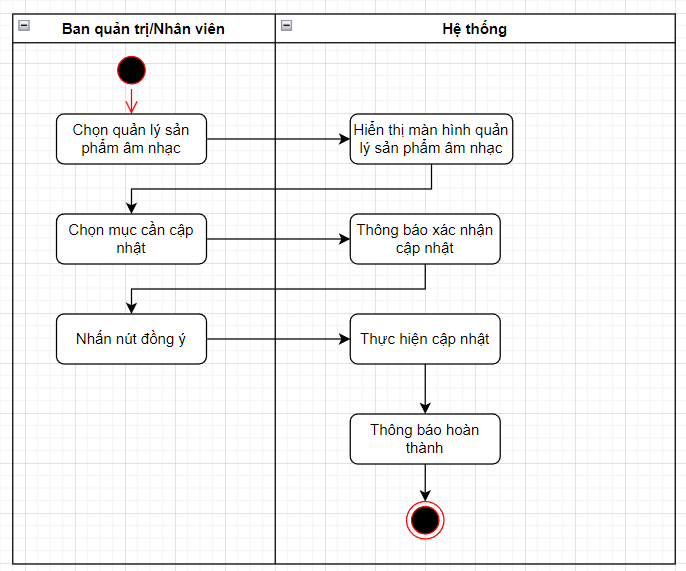 Ban quản trị/Nhân viên
Hệ thống
Chọn quản lý sản
phẩm âm nhạc
Hiển thị màn hình quản
lý sản phẩm âm nhạc
Chọn mục cần cập
nhật
Thông báo xác nhận
cập nhật
Nhấn nút đồng ý
Thực hiện cập nhật
Thông báo hoàn
thành